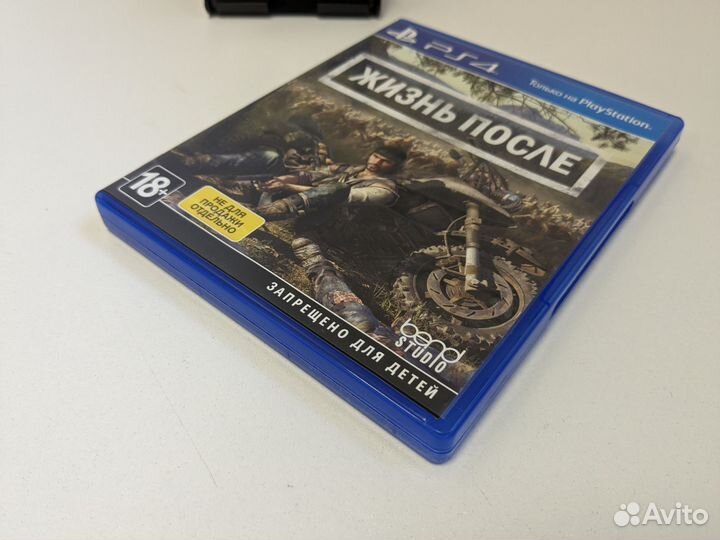 PS4
Только на PlayStation.
ЖИЗНЬ ПОСЛЕ
18+
НЕ ДЛЯ
ПРОДАЖИ
ОТДЕЛЬНО
bend
STUDIO
ЗАПРЕЩЕНО ДЛЯ ДЕТЕЙ
Avito